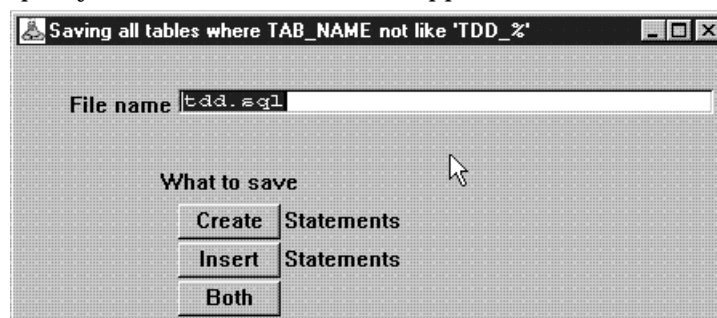 Saving all tables where TAB_NAME not like 'TDD_%'
File name tdd.sql
What to save
Create Statements
Insert Statements
Both